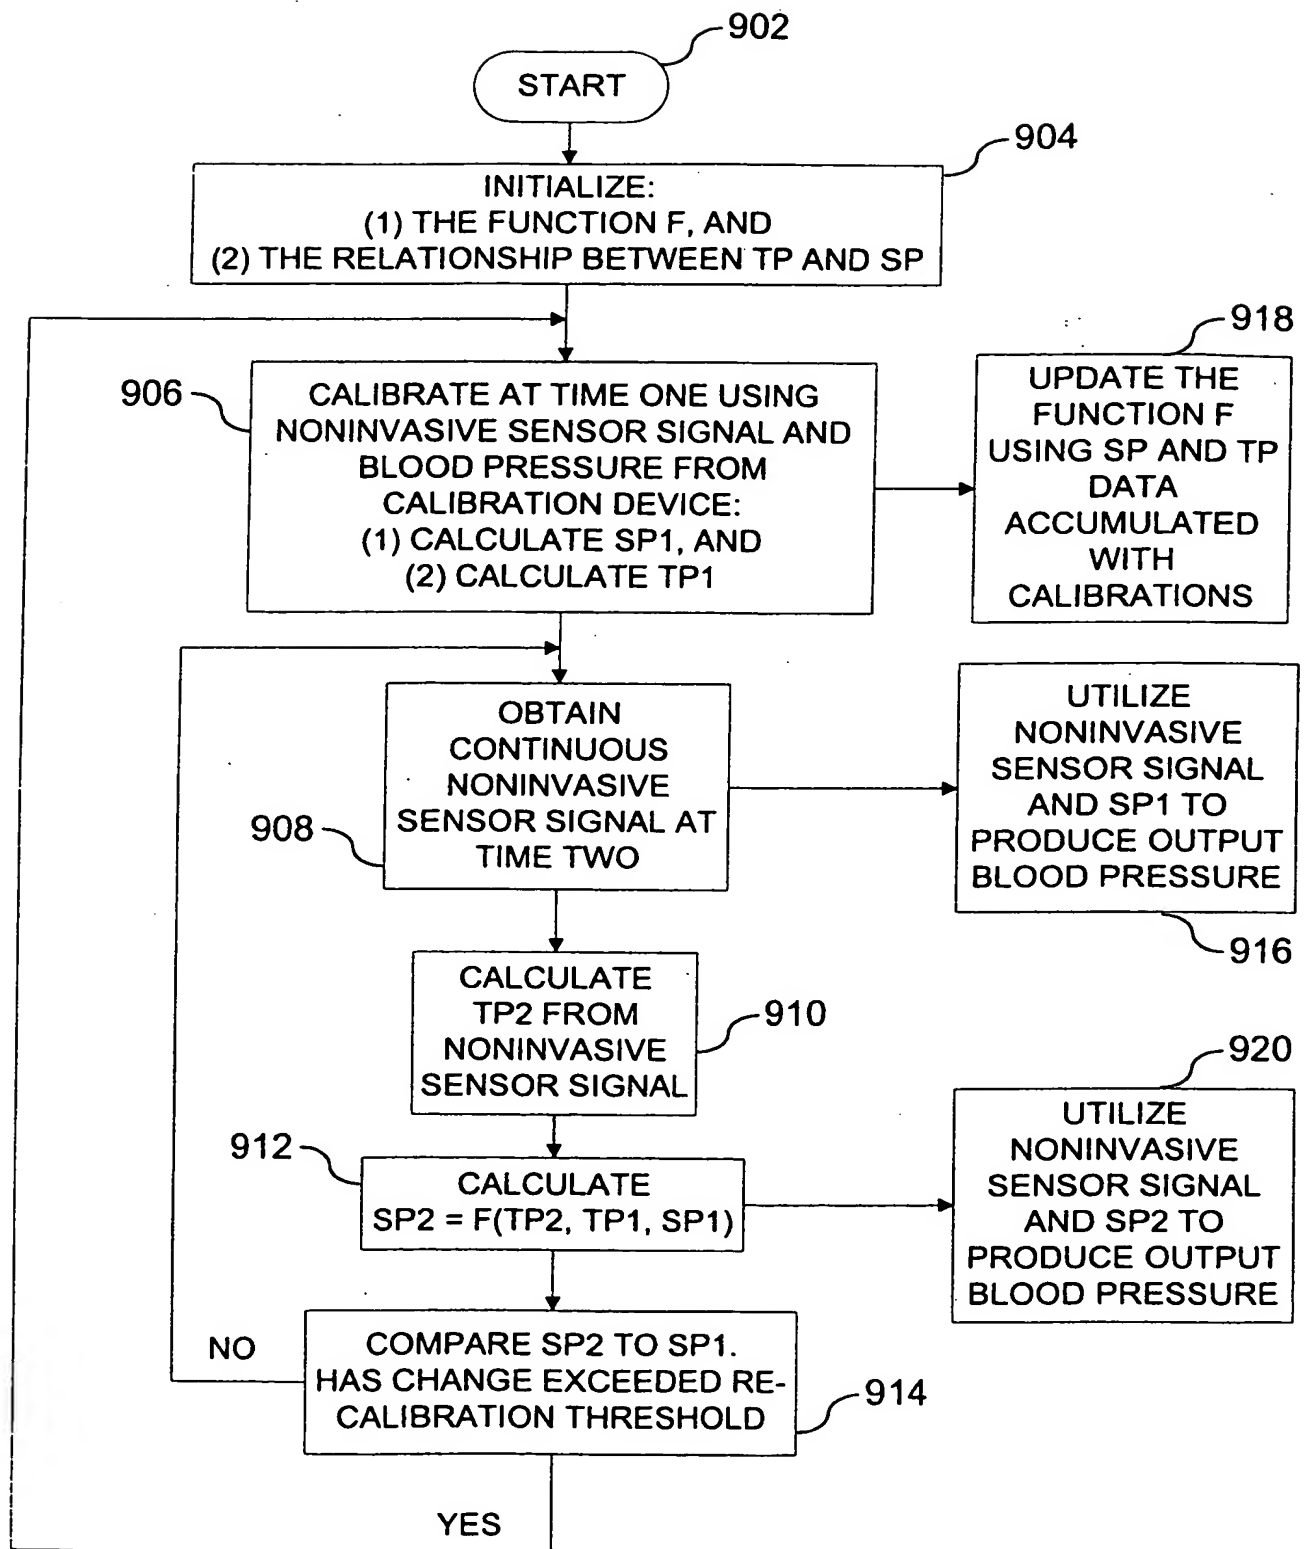 902
START
904
INITIALIZE:
(1) THE FUNCTION F, AND
(2) THE RELATIONSHIP BETWEEN TP AND SP
906
CALIBRATE AT TIME ONE USING
NONINVASIVE SENSOR SIGNAL AND
BLOOD PRESSURE FROM
CALIBRATION DEVICE:
(1) CALCULATE SP1, AND
(2) CALCULATE TP1
918
UPDATE THE
FUNCTION F
USING SP AND TP
DATA
ACCUMULATED
WITH
CALIBRATIONS
908
OBTAIN
CONTINUOUS
NONINVASIVE
SENSOR SIGNAL AT
TIME TWO
UTILIZE
NONINVASIVE
SENSOR SIGNAL
AND SP1 TO
PRODUCE OUTPUT
BLOOD PRESSURE
916
CALCULATE
TP2 FROM
NONINVASIVE
SENSOR SIGNAL
910
912
CALCULATE
SP2 = F(TP2, TP1, SP1)
920
UTILIZE
NONINVASIVE
SENSOR SIGNAL
AND SP2 TO
PRODUCE OUTPUT
BLOOD PRESSURE
NO
COMPARE SP2 TO SP1.
HAS CHANGE EXCEEDED RE-
CALIBRATION THRESHOLD
914
YES